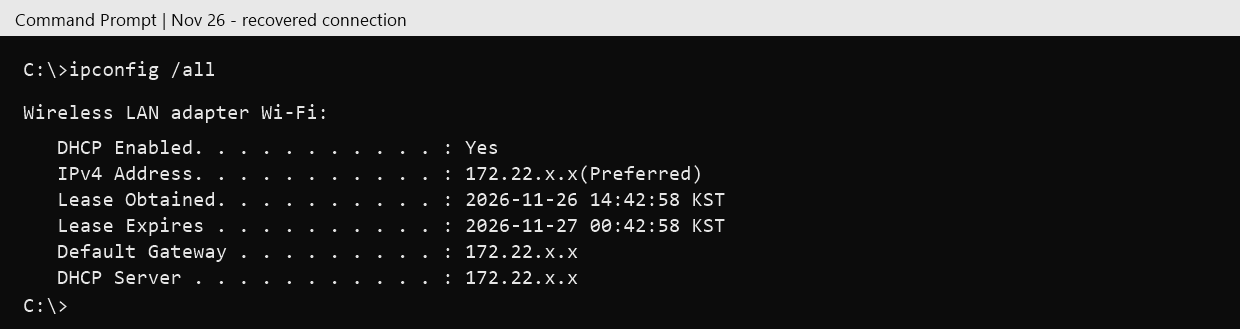 Command Prompt | Nov 26 - recovered connection
C:\>ipconfig /all
Wireless LAN adapter Wi-Fi:
DHCP Enabled. . . . . . . . . . . : Yes
IPv4 Address. . . . . . . . . . . : 172.22.x.x(Preferred)
Lease Obtained. . . . . . . . . . : 2026-11-26 14:42:58 KST
Lease Expires . . . . . . . . . . : 2026-11-27 00:42:58 KST
Default Gateway . . . . . . . . . : 172.22.x.x
DHCP Server . . . . . . . . . . . : 172.22.x.x
C:\>